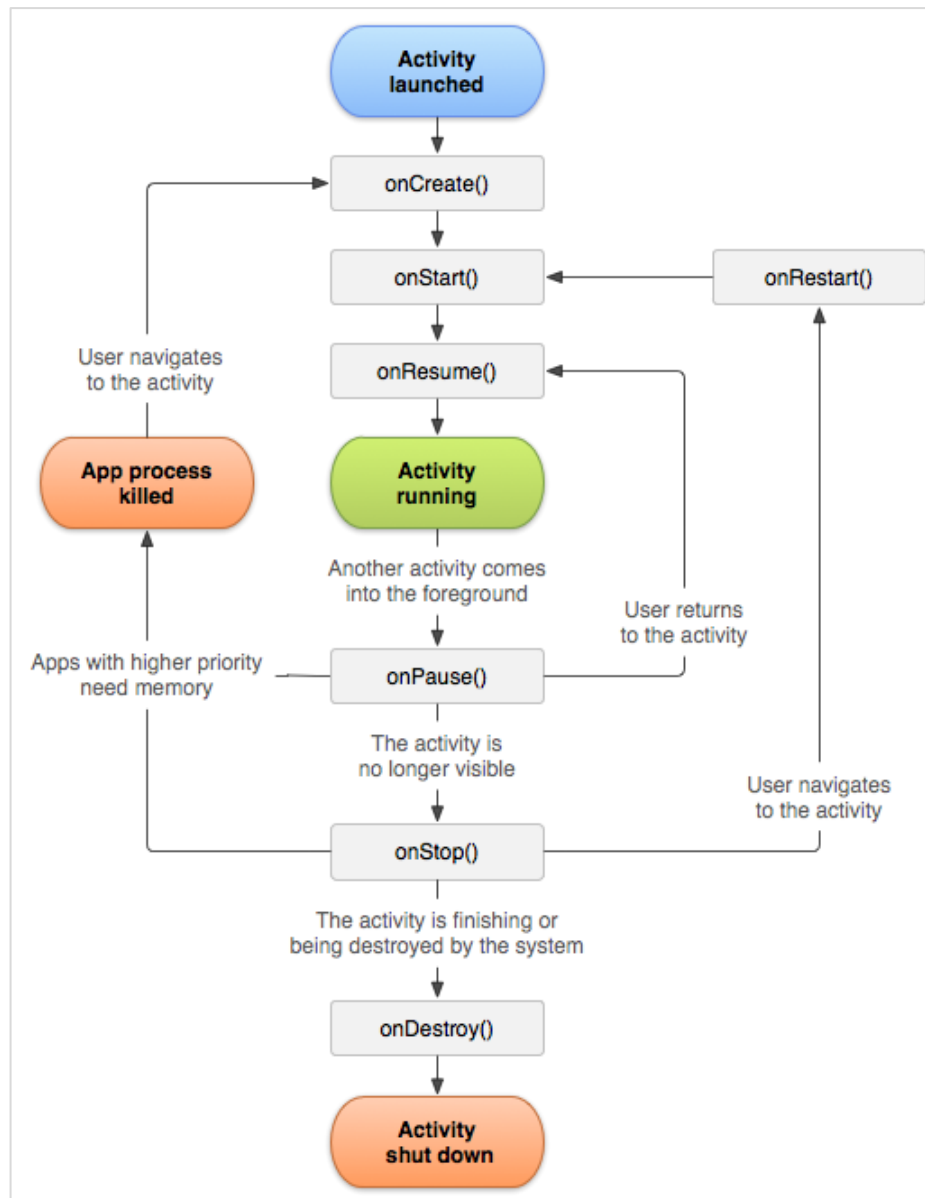 Activity
launched
onCreate()
onStart()
onRestart()
onResume()
User navigates
to the activity
App process
killed
Activity
running
Another activity comes
into the foreground
User returns
to the activity
Apps with higher priority
need memory
onPause()
The activity is
no longer visible
User navigates
to the activity
onStop()
The activity is finishing or
being destroyed by the system
onDestroy()
Activity
shut down